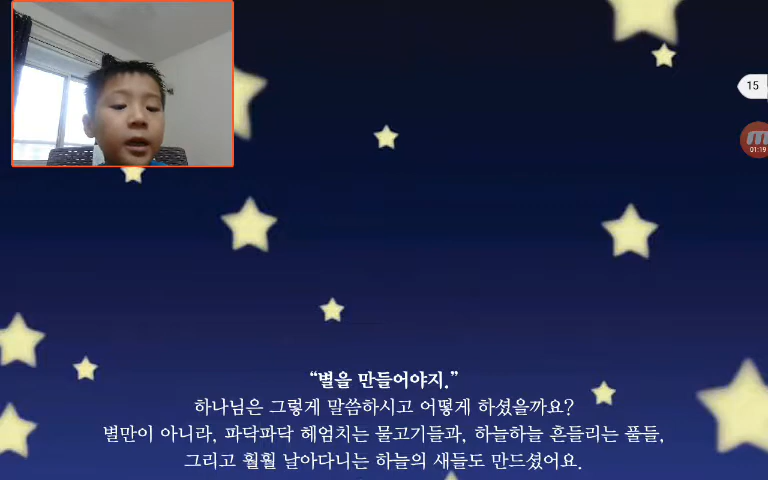 15
01:19
“별을 만들어야지.”
하나님은 그렇게 말씀하시고 어떻게 하셨을까요?
별만이 아니라, 파닥파닥 헤엄치는 물고기들과, 하늘하늘 흔들리는 풀들,
그리고 훨훨 날아다니는 하늘의 새들도 만드셨어요.